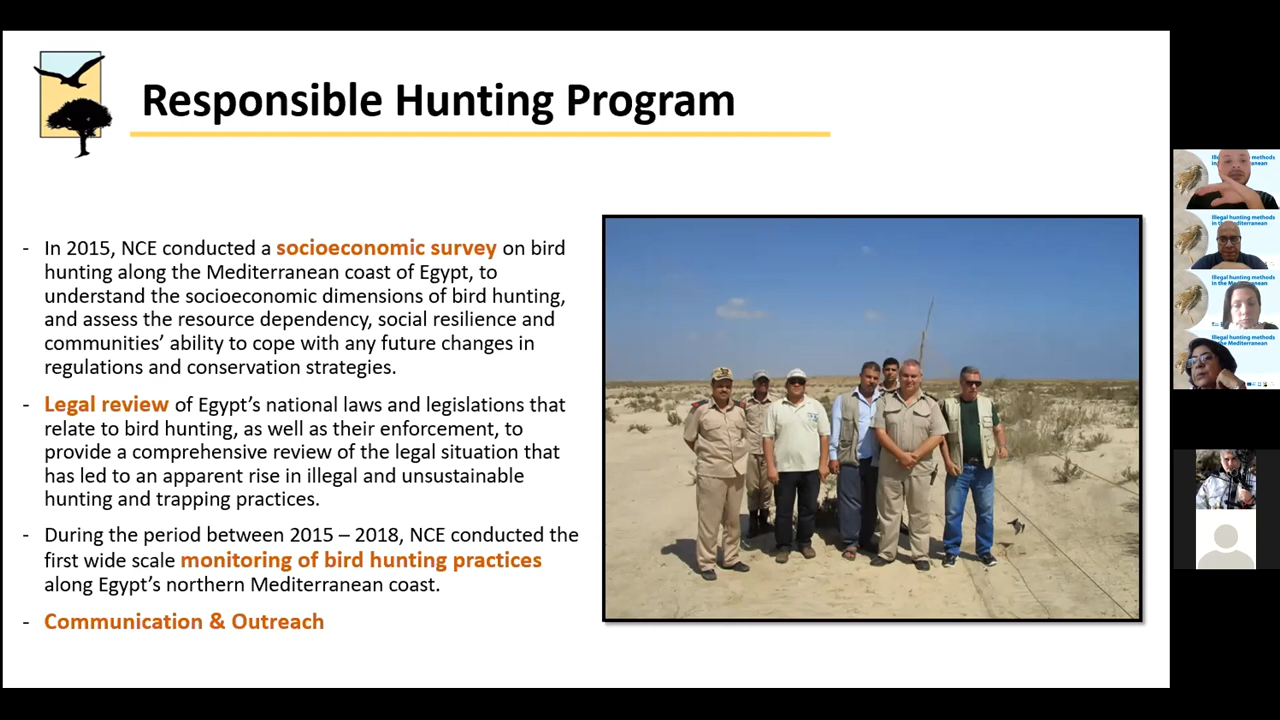 Responsible Hunting Program
- In 2015, NCE conducted a socioeconomic survey on bird
hunting along the Mediterranean coast of Egypt, to
understand the socioeconomic dimensions of bird hunting,
and assess the resource dependency, social resilience and
communities' ability to cope with any future changes in
regulations and conservation strategies.
- Legal review of Egypt's national laws and legislations that
relate to bird hunting, as well as their enforcement, to
provide a comprehensive review of the legal situation that
has led to an apparent rise in illegal and unsustainable
hunting and trapping practices.
- During the period between 2015 – 2018, NCE conducted the
first wide scale monitoring of bird hunting practices
along Egypt's northern Mediterranean coast.
- Communication & Outreach
methods
Illegal hunting methods
in the Mediterranean
Illegal hunting methods
in the Mediterranean
Illegal hunting methods
the Mediterranean